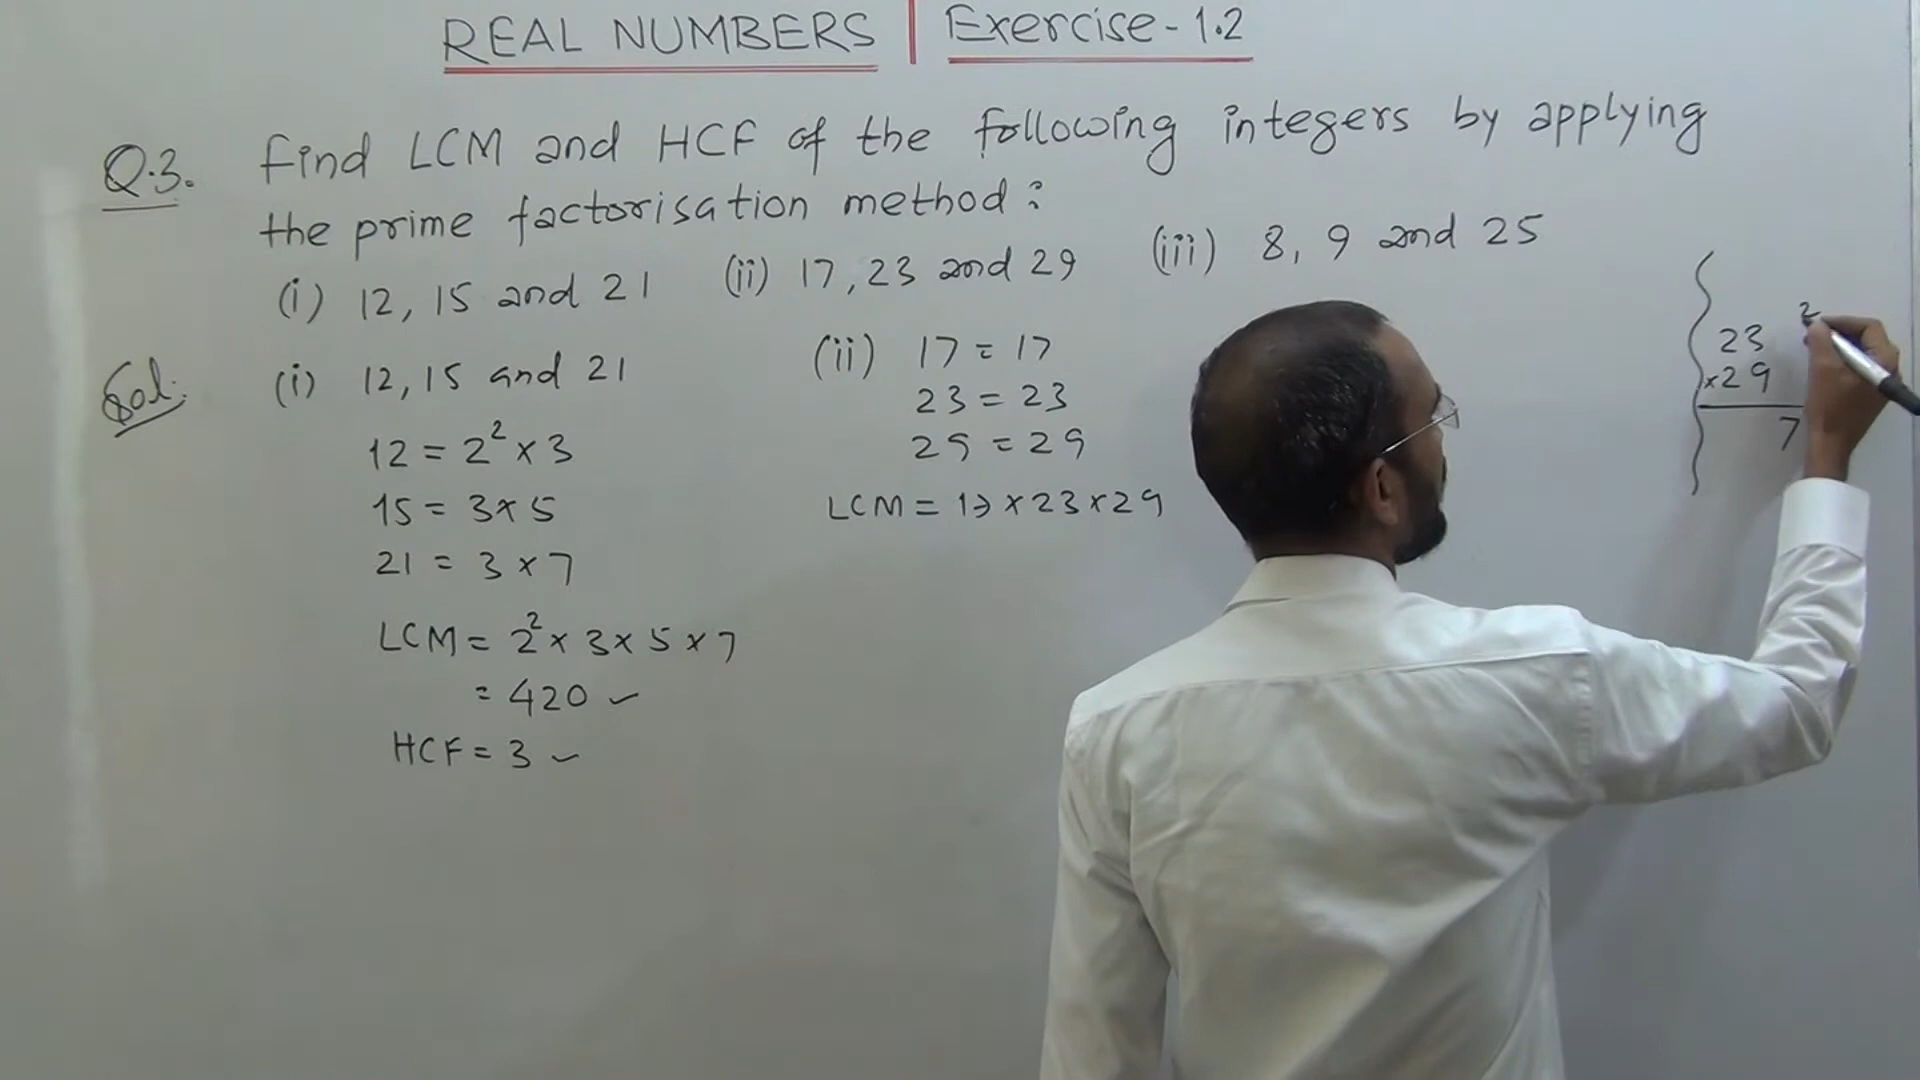 REAL NUMBERS | Exercise-1.2
Q.3. Find LCM and HCF of the following integers by applying
the prime factorisation method:
(i) 12, 15 and 21 (ii) 17, 23 and 29 (iii) 8, 9 and 25
Sol. (i) 12, 15 and 21
12 = 2² × 3
15 = 3 × 5
21 = 3 × 7
LCM = 2² × 3 × 5 × 7
= 420 ✓
HCF = 3 ✓
(ii) 17 = 17
23 = 23
29 = 29
LCM = 17 × 23 × 29
2
23
×29
7